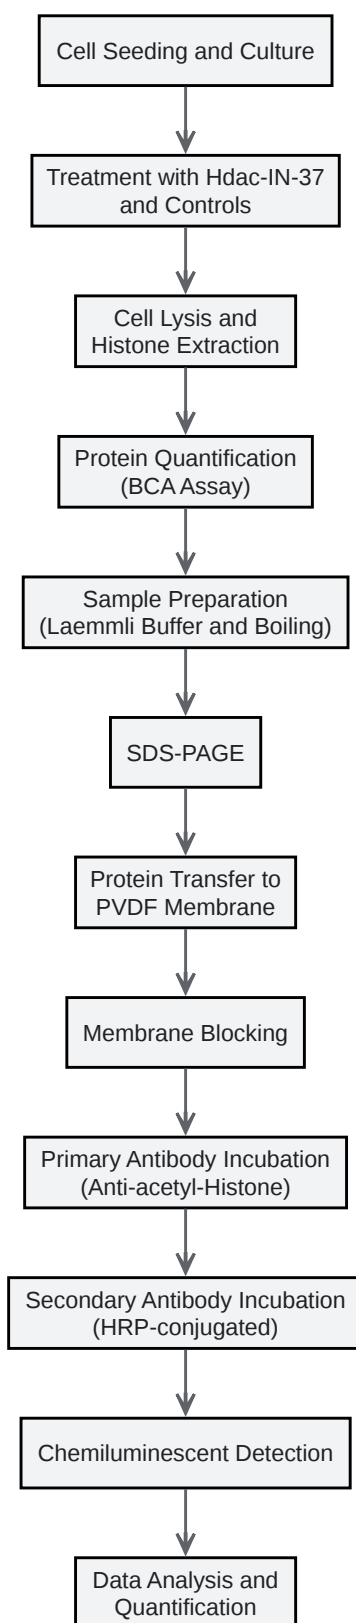 Cell Seeding and Culture
Treatment with Hdac-IN-37
and Controls
Cell Lysis and
Histone Extraction
Protein Quantification
(BCA Assay)
Sample Preparation
(Laemmli Buffer and Boiling)
SDS-PAGE
Protein Transfer to
PVDF Membrane
Membrane Blocking
Primary Antibody Incubation
(Anti-acetyl-Histone)
Secondary Antibody Incubation
(HRP-conjugated)
Chemiluminescent Detection
Data Analysis and
Quantification